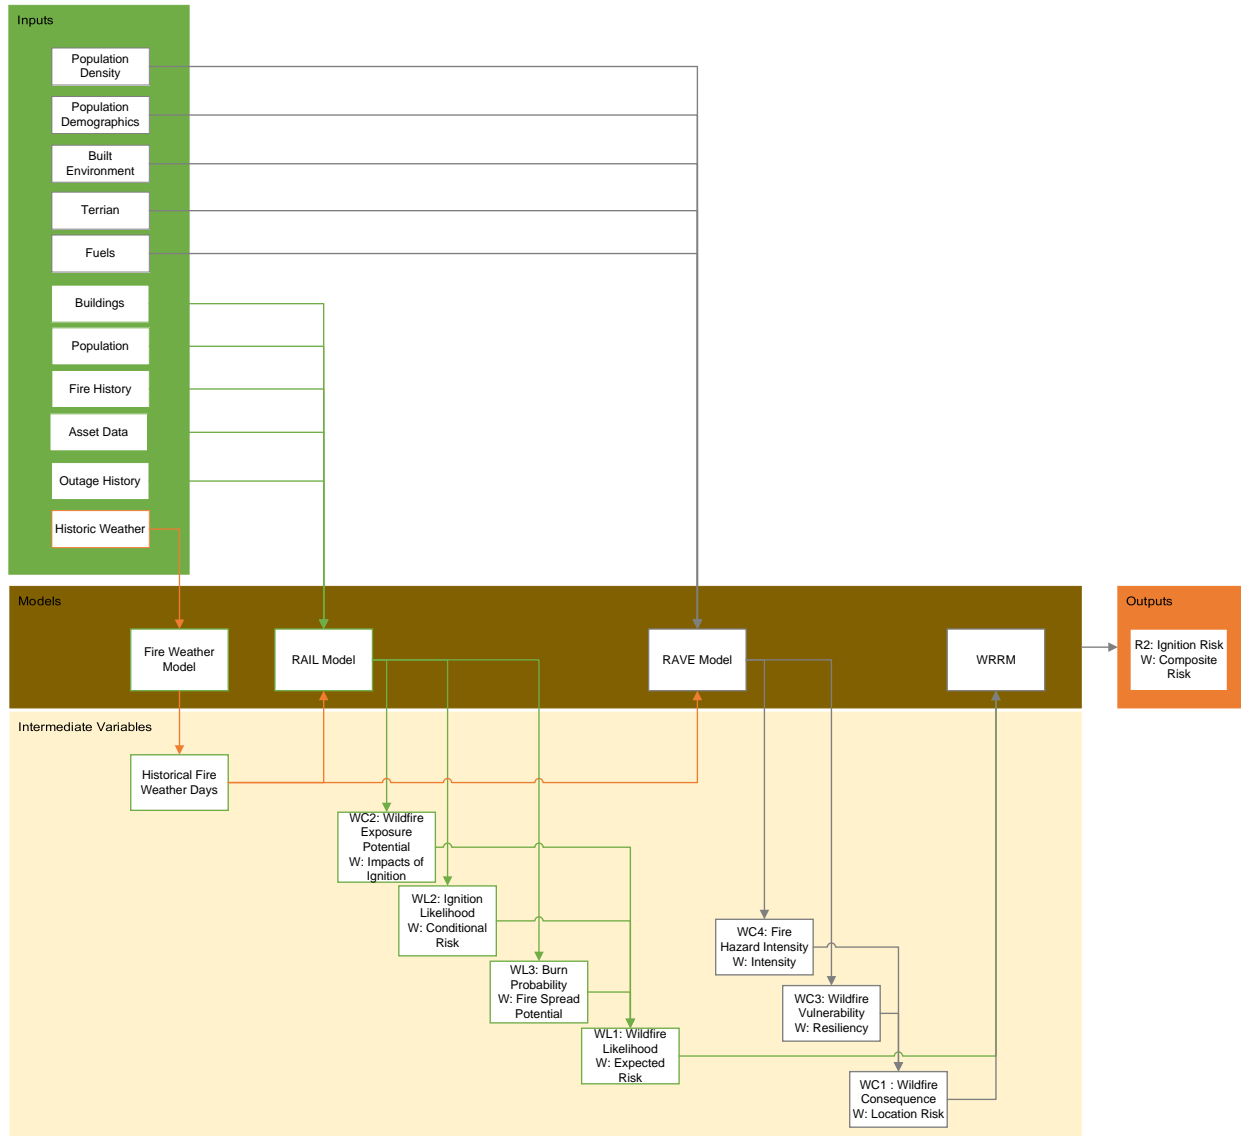 Inputs
Population
Density
Population
Demographics
Built
Environment
Terrian
Fuels
Buildings
Population
Fire History
Asset Data
Outage History
Historic Weather
Models
Fire Weather
Model
RAIL Model
RAVE Model
WRRM
Outputs
R2: Ignition Risk
W: Composite
Risk
Intermediate Variables
Historical Fire
Weather Days
WC2: Wildfire
Exposure
Potential
W: Impacts of
Ignition
WL2: Ignition
Likelihood
W: Conditional
Risk
WL3: Burn
Probability
W: Fire Spread
Potential
WL1: Wildfire
Likelihood
W: Expected
Risk
WC4: Fire
Hazard Intensity
W: Intensity
WC3: Wildfire
Vulnerability
W: Resiliency
WC1 : Wildfire
Consequence
W: Location Risk